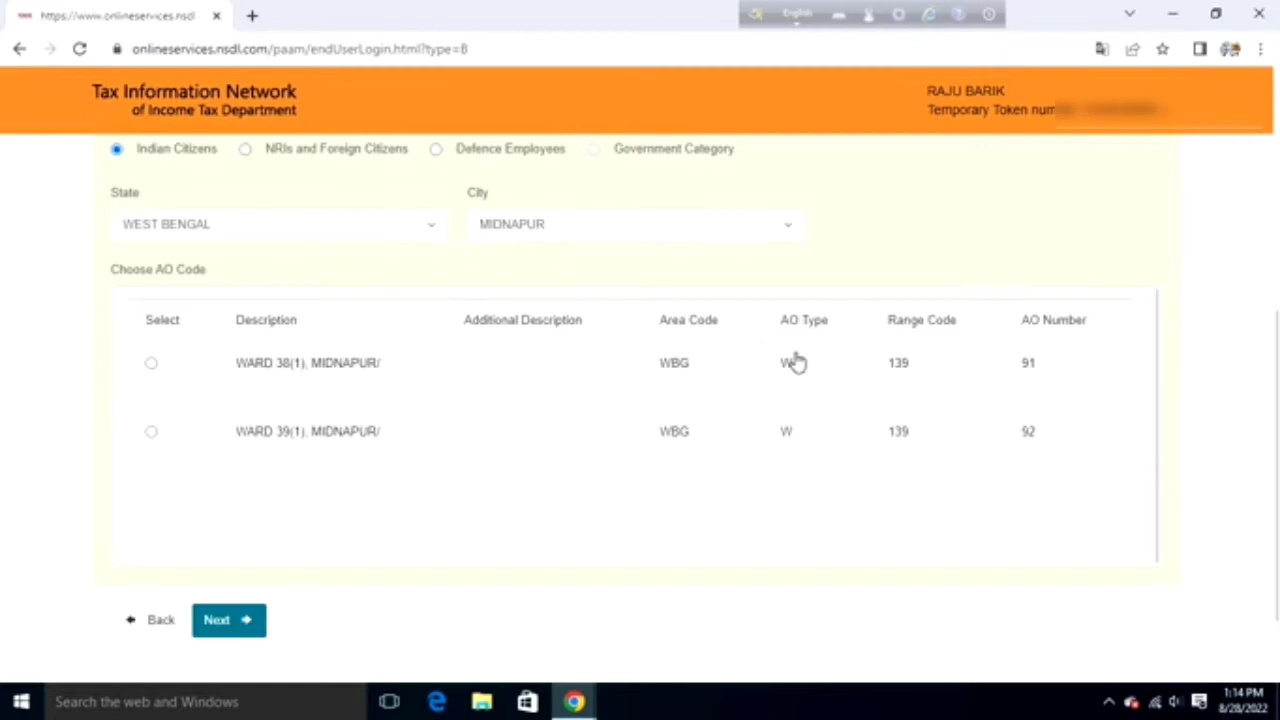 https://www.onlineservices.nsdl
English
onlineservices.nsdl.com/paam/endUserLogin.html?type=B
Tax Information Network
of Income Tax Department
RAJU BARIK
Temporary Token num
Indian Citizens
NRIs and Foreign Citizens
Defence Employees
Government Category
State
City
WEST BENGAL
MIDNAPUR
Choose AO Code
Select Description Additional Description Area Code AO Type Range Code AO Number
WARD 38(1), MIDNAPUR/ WBG W 139 91
WARD 39(1), MIDNAPUR/ WBG W 139 92
Back
Next
Search the web and Windows
1:14 PM
8/28/2022